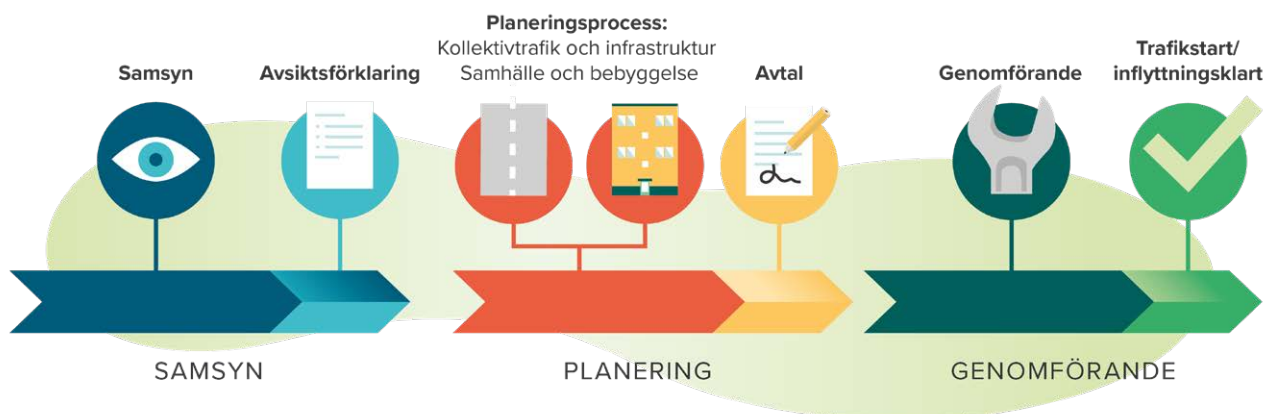 Samsyn
Avsiktsförklaring
Planeringsprocess:
Kollektivtrafik och infrastruktur
Samhälle och bebyggelse
Avtal
Genomförande
Trafikstart/
inflyttningsklart
SAMSYN
PLANERING
GENOMFÖRANDE